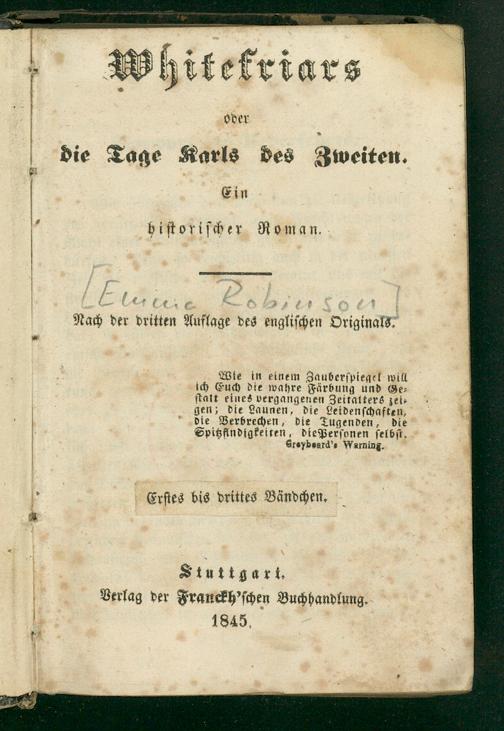 Whitefriars
oder
die Tage Karls des Zweiten.
Ein
historischer Roman.
[Emma Robinson]
Nach der dritten Auflage des englischen Originals.
Wie in einem Zauberspiegel will
ich Euch die wahre Färbung und Ge-
stalt eines vergangenen Zeitalters zei-
gen; die Launen, die Leidenschaften,
die Verbrechen, die Tugenden, die
Spitzfindigkeiten, die Personen selbst.
Greybeard's Warning.
Erstes bis drittes Bändchen.
Stuttgart.
Verlag der Franckh'schen Buchhandlung.
1845.